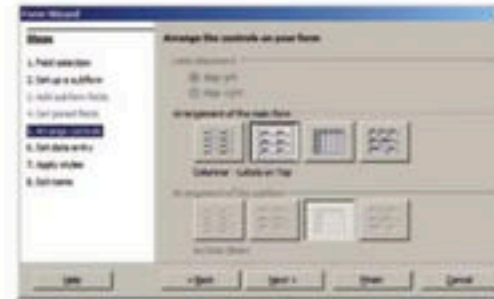 Form Wizard
Steps
1. Field selection
2. Set up a subform
3. Add subform fields
4. Get joined fields
5. Arrange controls
6. Set data entry
7. Apply styles
8. Set name
Arrange the controls on your form
Label placement
Align left
Align right
Arrangement of the main form
Columnar - Labels on Top
Arrangement of the subform
As Data Sheet
Help
< Back
Next >
Finish
Cancel